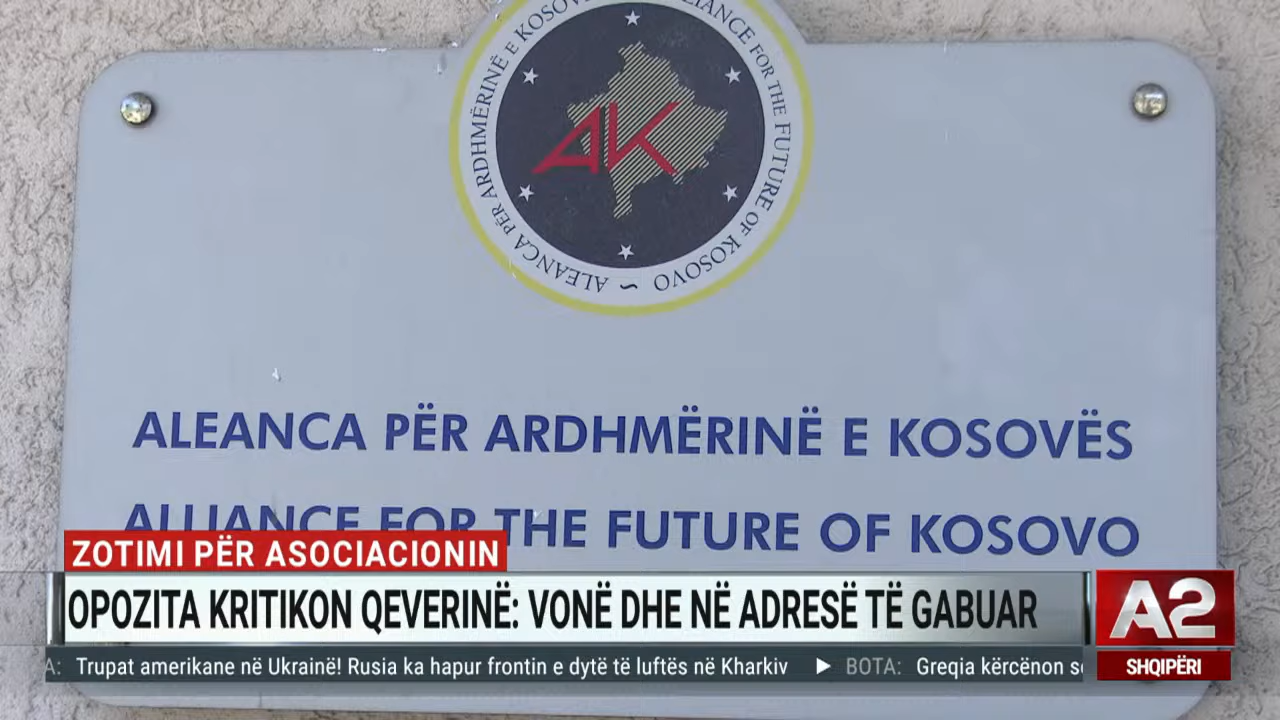 ALEANCA PËR ARDHMËRINË E KOSOVËS ~ ALLIANCE FOR THE FUTURE OF KOSOVO
AK
ALEANCA PËR ARDHMËRINË E KOSOVËS
ALLIANCE FOR THE FUTURE OF KOSOVO
ZOTIMI PËR ASOCIACIONIN
OPOZITA KRITIKON QEVERINË: VONË DHE NË ADRESË TË GABUAR
A2
SHQIPËRI
A: Trupat amerikane në Ukrainë! Rusia ka hapur frontin e dytë të luftës në Kharkiv ▶ BOTA: Greqia kërcënon